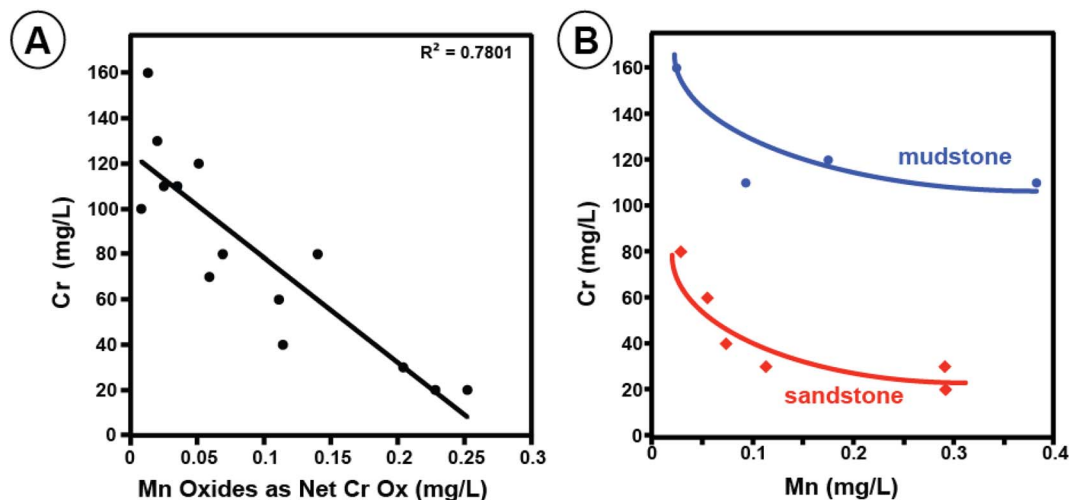 A
R² = 0.7801
160
140
120
100
80
60
40
20
0
0 0.05 0.1 0.15 0.2 0.25 0.3
Cr (mg/L)
Mn Oxides as Net Cr Ox (mg/L)
B
160
140
120
100
80
60
40
20
0
0 0.1 0.2 0.3 0.4
Cr (mg/L)
mudstone
sandstone
Mn (mg/L)